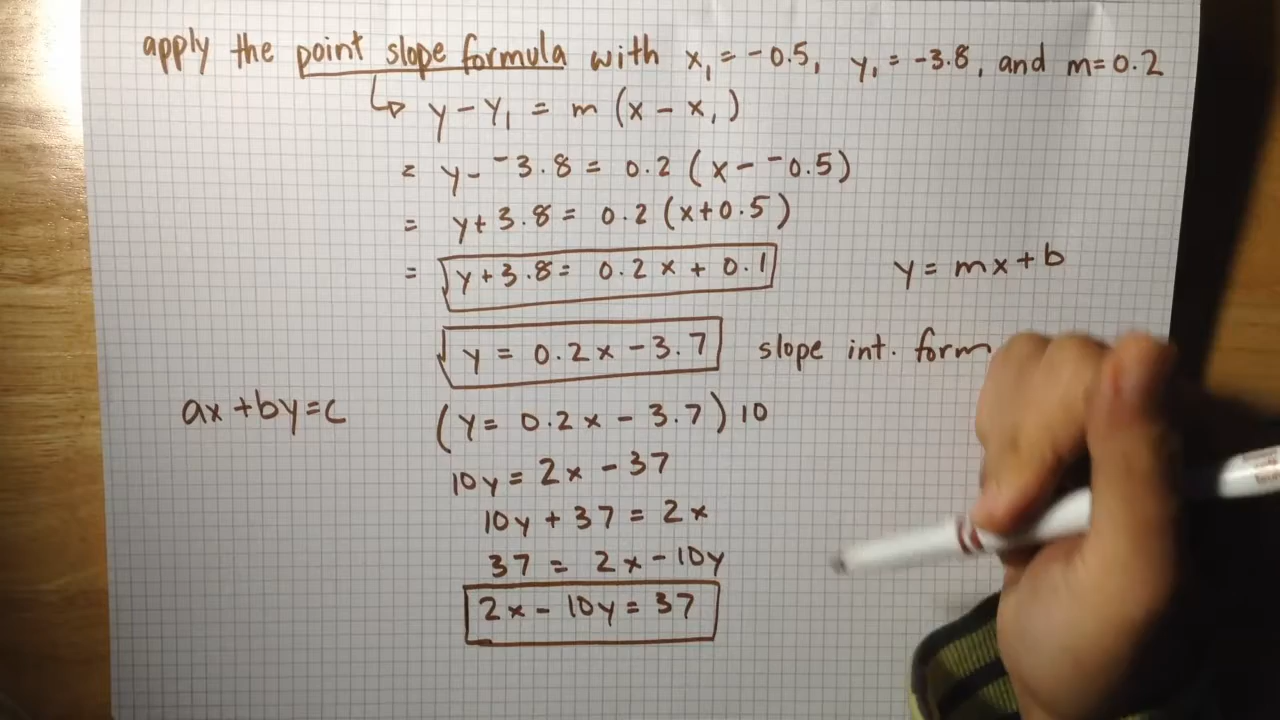 apply the point slope formula with x₁ = -0.5, y₁ = -3.8, and m=0.2
y - y₁ = m (x - x₁)
= y - -3.8 = 0.2 (x - -0.5)
= y+3.8 = 0.2 (x+0.5)
= y+3.8 = 0.2x + 0.1
y = mx+b
y = 0.2x - 3.7 slope int. form
ax+by=c
(y = 0.2x - 3.7) 10
10y = 2x - 37
10y + 37 = 2x
37 = 2x - 10y
2x - 10y = 37